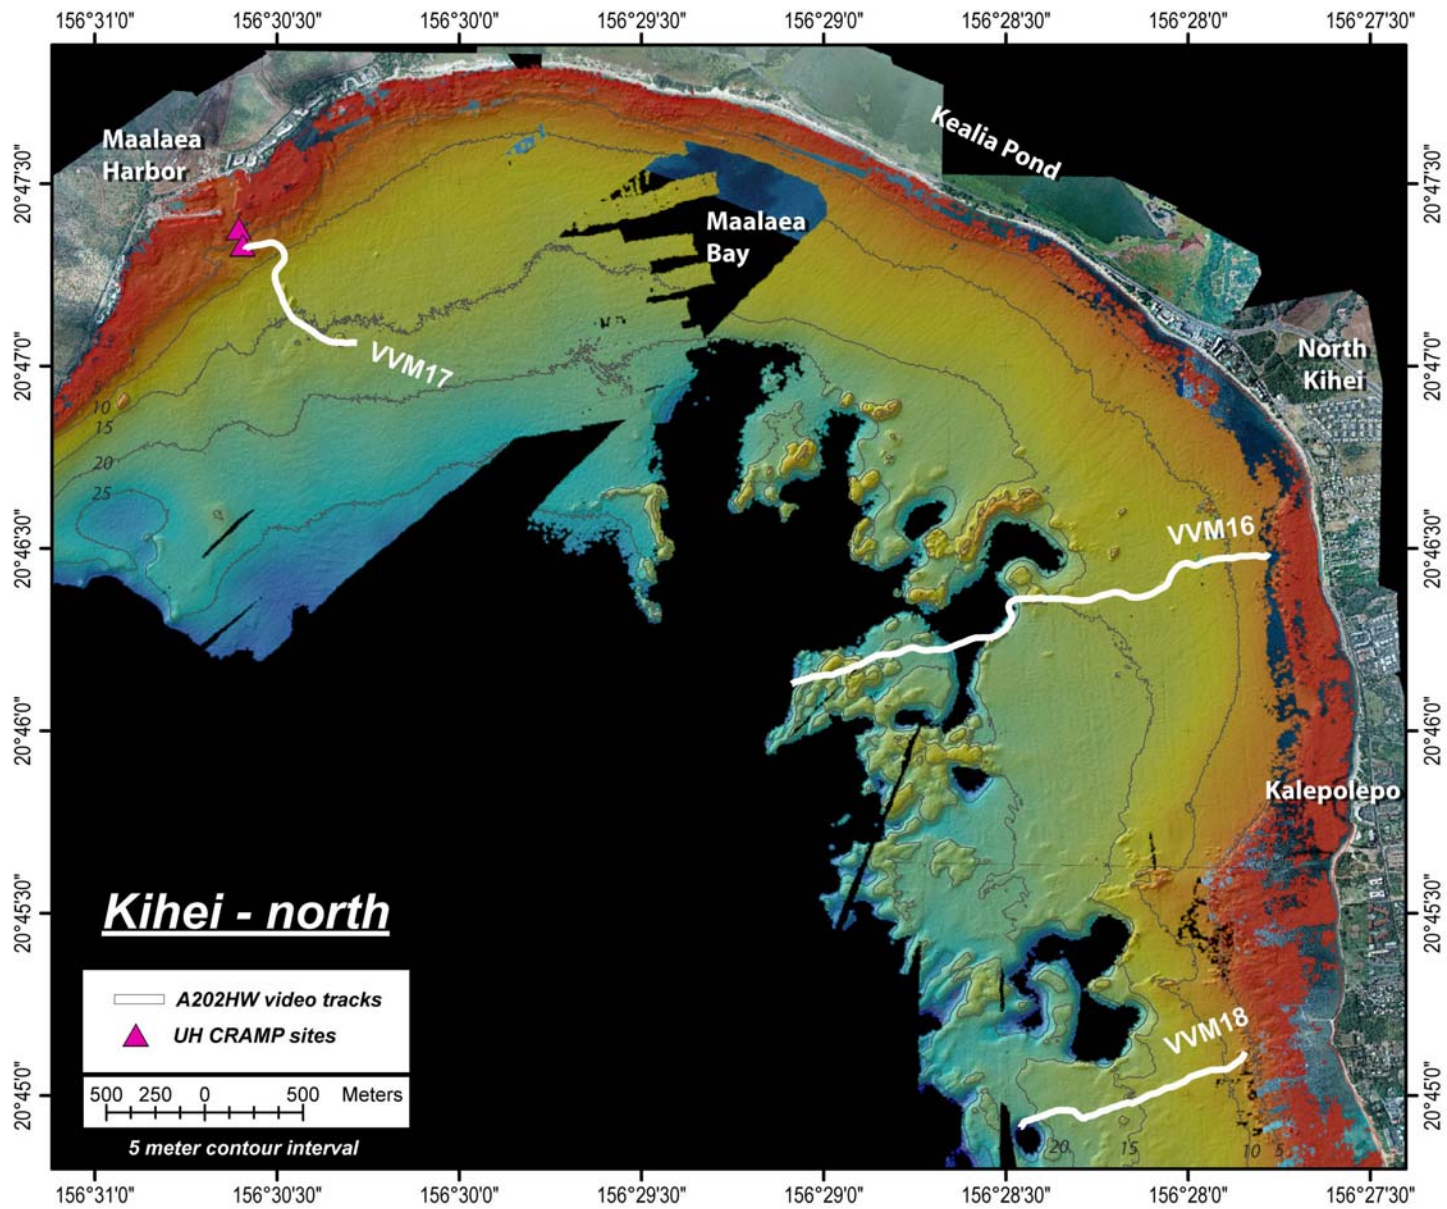 156°31'0" 156°30'30" 156°30'0" 156°29'30" 156°29'0" 156°28'30" 156°28'0" 156°27'30"
Maalaea
Harbor
Kealia Pond
20°47'30" 20°47'30"
Maalaea
Bay
North
Kihei
20°47'0" 20°47'0"
VVM17
5
10
15
20
25
VVM16
20°46'30" 20°46'30"
20°46'0" 20°46'0"
Kalepolepo
Kihei - north
20°45'30" 20°45'30"
A202HW video tracks
UH CRAMP sites
VVM18
500 250 0 500 Meters
20°45'0" 20°45'0"
5 meter contour interval
20 15 10 5
156°31'0" 156°30'30" 156°30'0" 156°29'30" 156°29'0" 156°28'30" 156°28'0" 156°27'30"